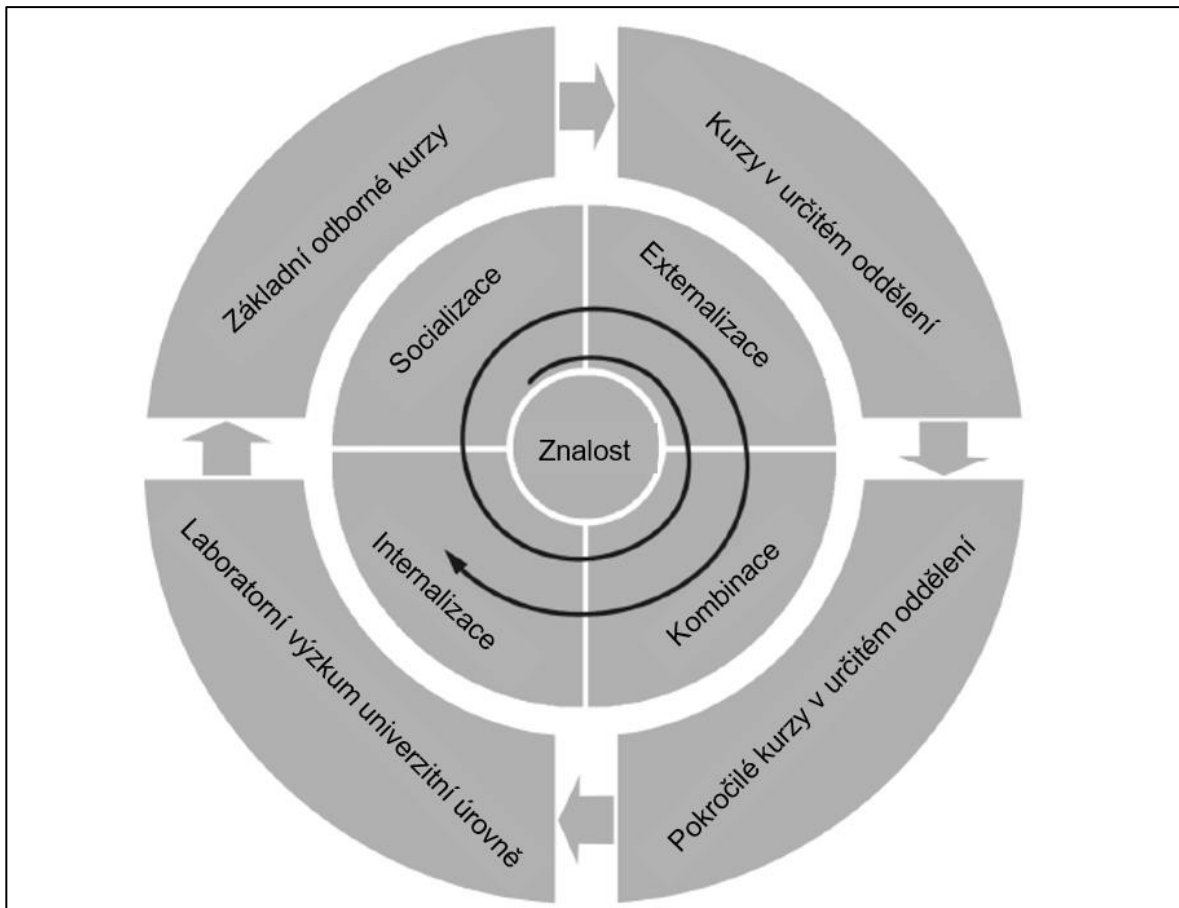 Základní odborné kurzy
Kurzy v určitém oddělení
Socializace
Externalizace
Znalost
Internalizace
Kombinace
Laboratorní výzkum univerzitní úrovně
Pokročilé kurzy v určitém oddělení